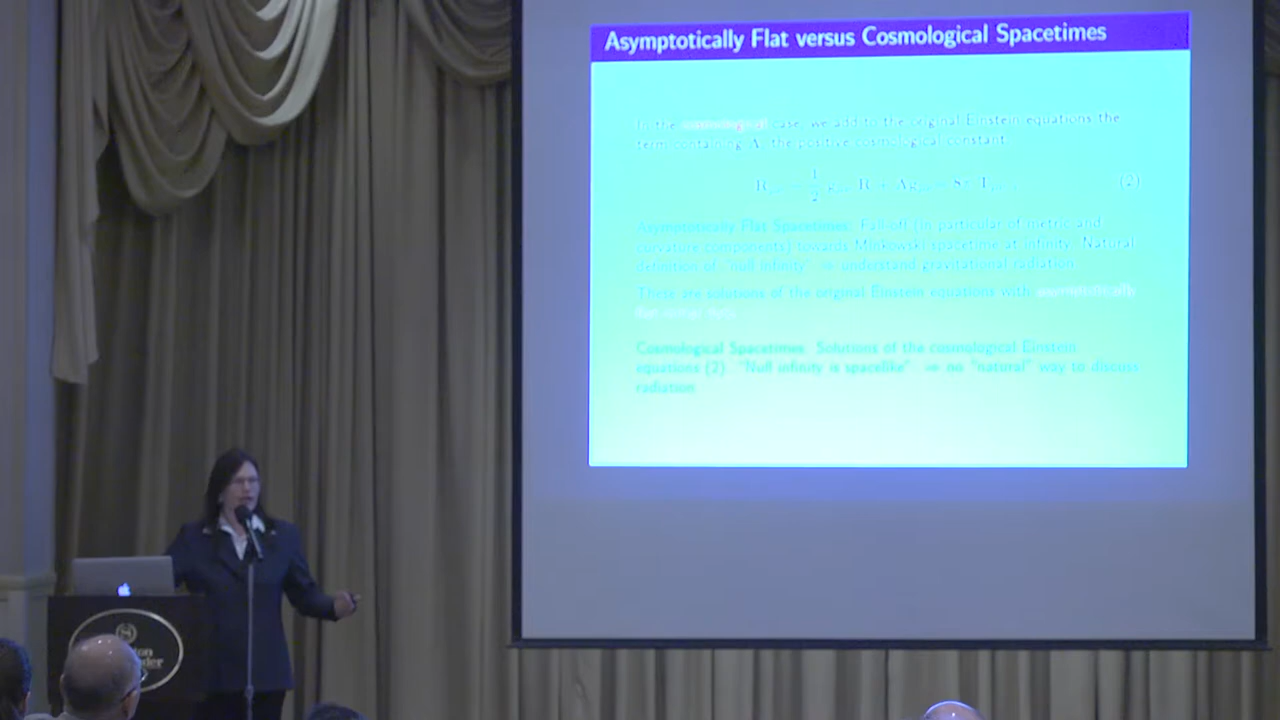 Asymptotically Flat versus Cosmological Spacetimes
In the cosmological case, we add to the original Einstein equations the
term containing Λ, the positive cosmological constant:
(2)
Asymptotically Flat Spacetimes: Fall-off (in particular of metric and
curvature components) towards Minkowski spacetime at infinity. Natural
definition of "null infinity" ⇒ understand gravitational radiation.
These are solutions of the original Einstein equations with asymptotically
flat
Cosmological Spacetimes: Solutions of the cosmological Einstein
equations (2). "Null infinity is spacelike". ⇒ no "natural" way to discuss
radiation.